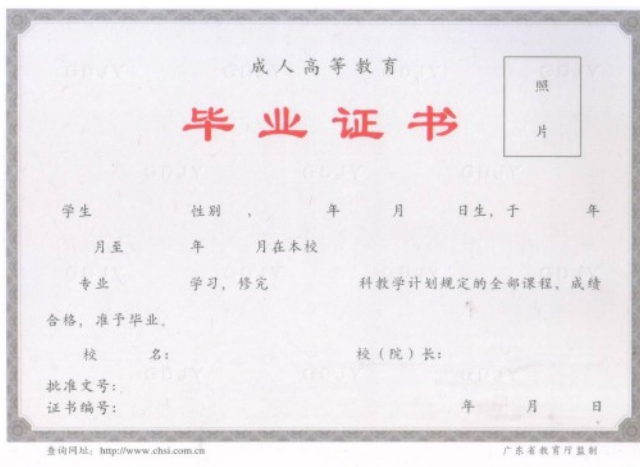 成人高等教育
毕业证书
照
片
学生 性别 , 年 月 日生，于 年
月至 年 月在本校
专业 学习，修完 科教学计划规定的全部课程，成绩
合格，准予毕业。
校 名： 校（院）长：
批准文号：
证书编号： 年 月 日
查询网址：http://www.chsi.com.cn 广东省教育厅监制